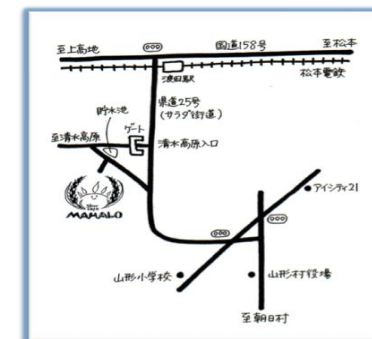 至上高地
国道158号
至松本
波田駅
松本電鉄
県道25号
(サラダ街道)
貯水池
ゲート
至清水高原
清水高原入口
MAHALO
アイシティ21
山形小学校
山形村役場
至朝日村